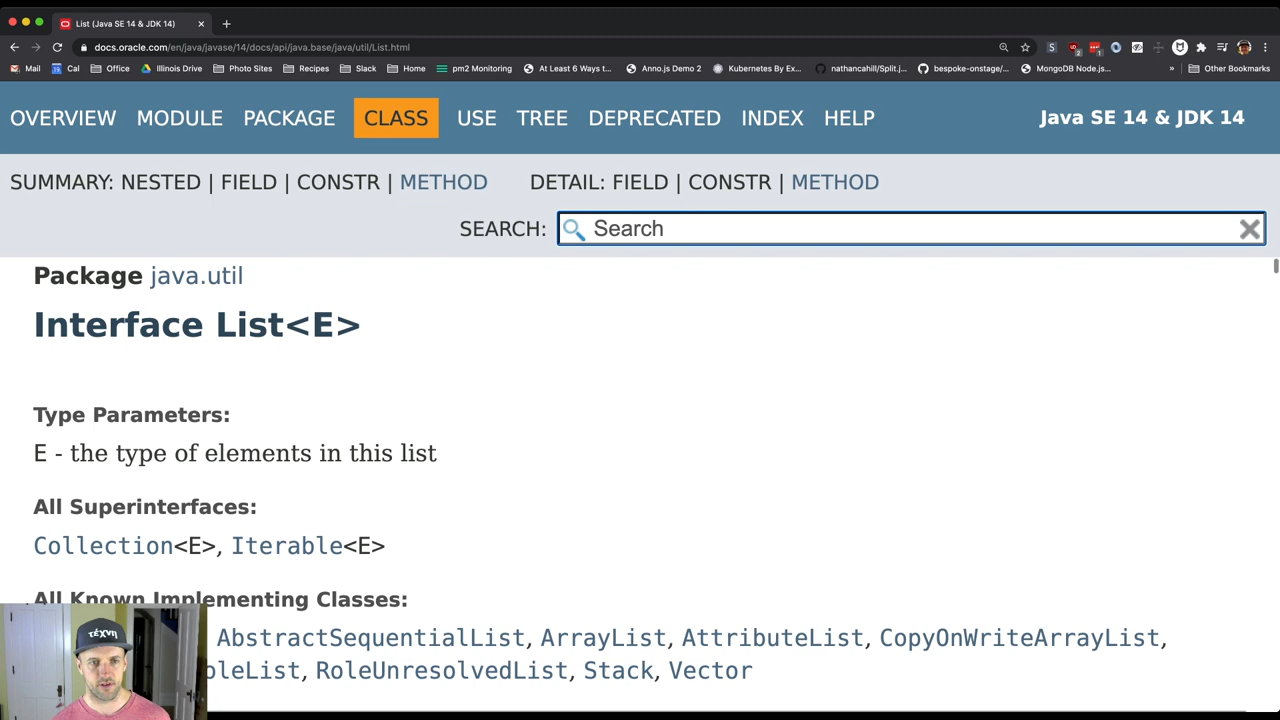 List (Java SE 14 & JDK 14)
docs.oracle.com/en/java/javase/14/docs/api/java.base/java/util/List.html
Mail Cal Office Illinois Drive Photo Sites Recipes Slack Home pm2 Monitoring At Least 6 Ways t... Anno.js Demo 2 Kubernetes By Ex... nathancahill/Split.j... bespoke-onstage/... MongoDB Node.js... » Other Bookmarks
OVERVIEW MODULE PACKAGE CLASS USE TREE DEPRECATED INDEX HELP Java SE 14 & JDK 14
SUMMARY: NESTED | FIELD | CONSTR | METHOD DETAIL: FIELD | CONSTR | METHOD
SEARCH: Search
Package java.util
Interface List<E>
Type Parameters:
E - the type of elements in this list
All Superinterfaces:
Collection<E>, Iterable<E>
All Known Implementing Classes:
AbstractSequentialList, ArrayList, AttributeList, CopyOnWriteArrayList,
oleList, RoleUnresolvedList, Stack, Vector
τέχνη